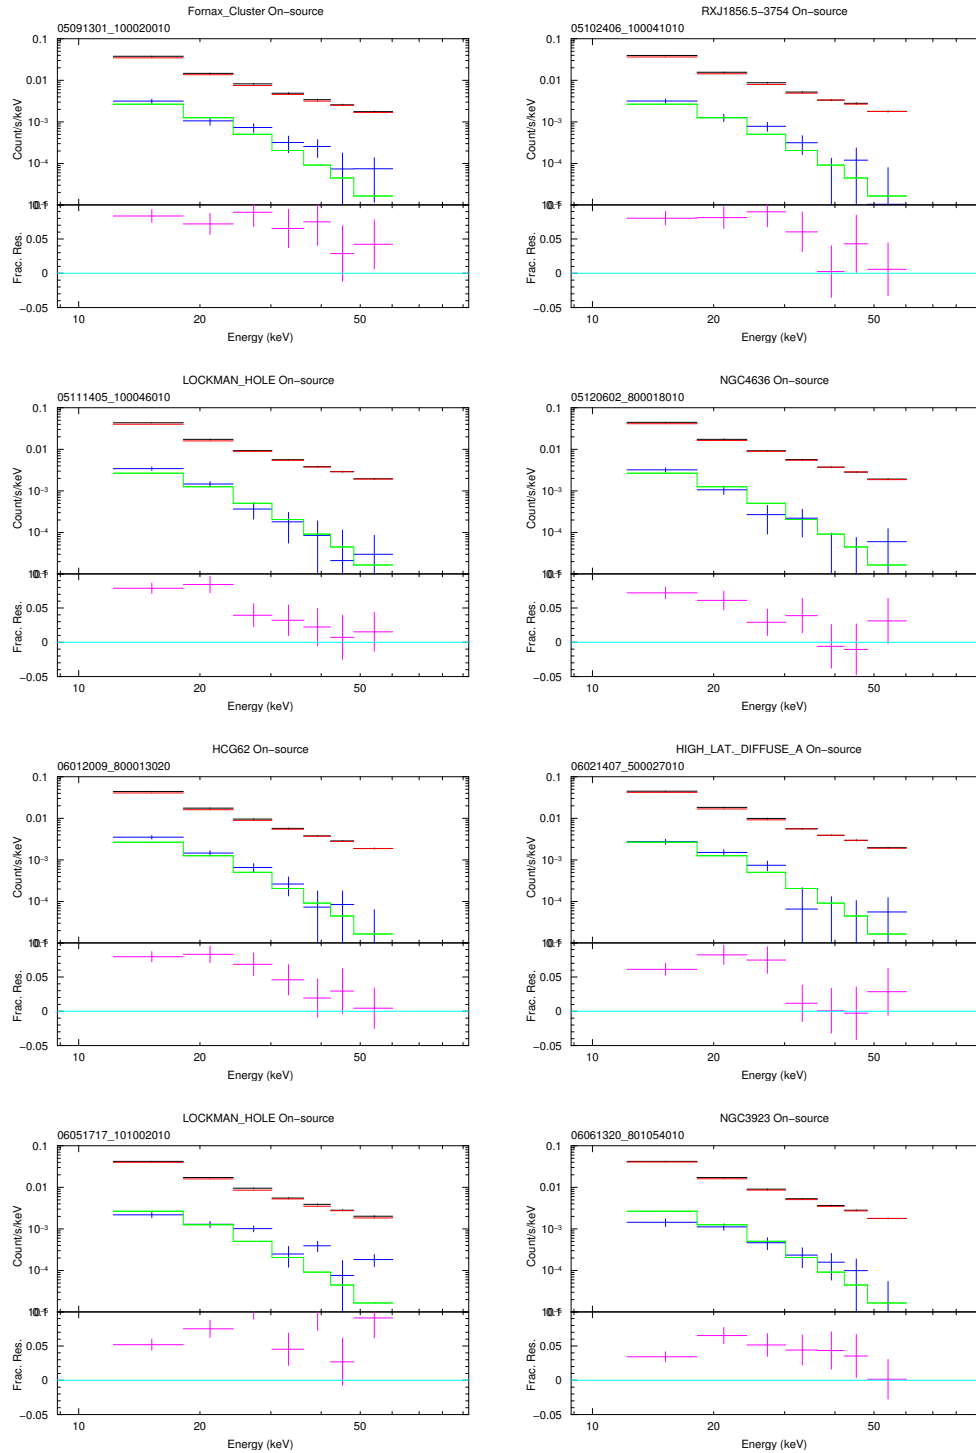 Fornax_Cluster On-source
05091301_100020010
0.1
0.01
10⁻³
10⁻⁴
Count/s/keV
0.1
0.05
0
-0.05
Frac. Res.
10 20 50
Energy (keV)
RXJ1856.5-3754 On-source
05102406_100041010
0.1
0.01
10⁻³
10⁻⁴
Count/s/keV
0.05
0
-0.05
Frac. Res.
10 20 50
Energy (keV)
LOCKMAN_HOLE On-source
05111405_100046010
0.1
0.01
10⁻³
10⁻⁴
Count/s/keV
0.05
0
-0.05
Frac. Res.
10 20 50
Energy (keV)
NGC4636 On-source
05120602_800018010
0.1
0.01
10⁻³
10⁻⁴
Count/s/keV
0.05
0
-0.05
Frac. Res.
10 20 50
Energy (keV)
HCG62 On-source
06012009_800013020
0.1
0.01
10⁻³
10⁻⁴
Count/s/keV
0.05
0
-0.05
Frac. Res.
10 20 50
Energy (keV)
HIGH_LAT._DIFFUSE_A On-source
06021407_500027010
0.1
0.01
10⁻³
10⁻⁴
Count/s/keV
0.05
0
-0.05
Frac. Res.
10 20 50
Energy (keV)
LOCKMAN_HOLE On-source
06051717_101002010
0.1
0.01
10⁻³
10⁻⁴
Count/s/keV
0.05
0
-0.05
Frac. Res.
10 20 50
Energy (keV)
NGC3923 On-source
06061320_801054010
0.1
0.01
10⁻³
10⁻⁴
Count/s/keV
0.05
0
-0.05
Frac. Res.
10 20 50
Energy (keV)